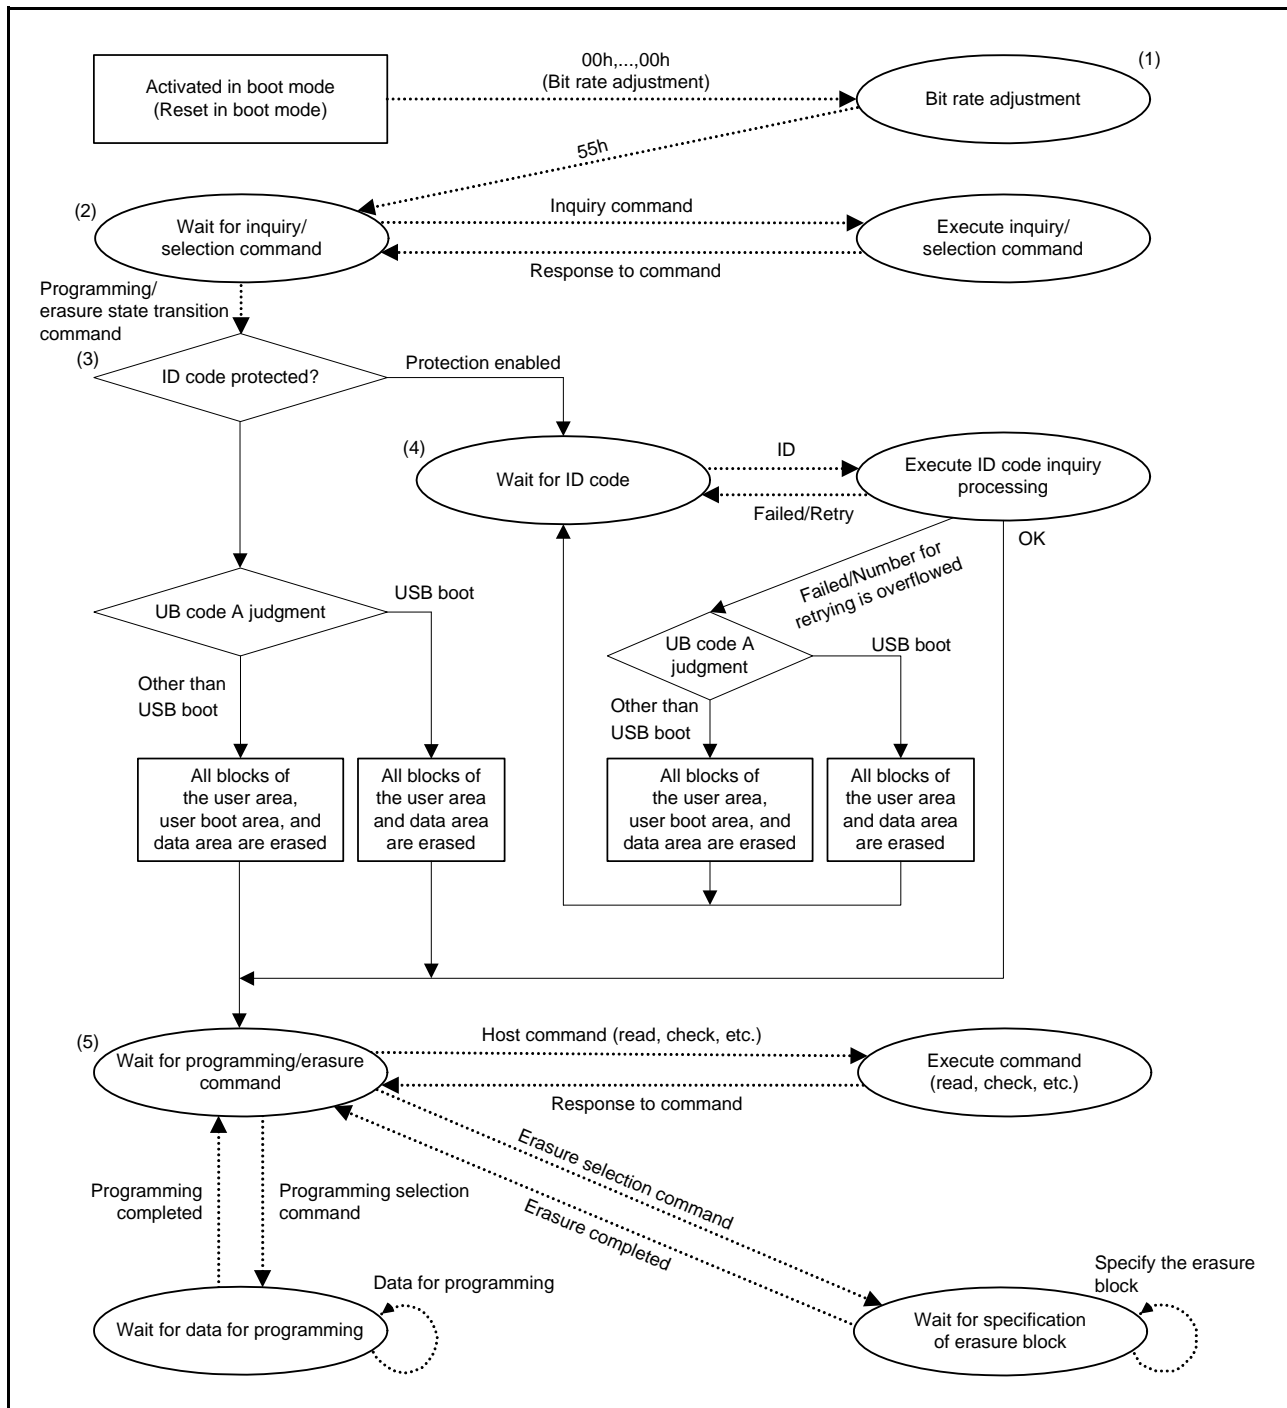 00h,...,00h
(Bit rate adjustment)
(1)
Activated in boot mode
(Reset in boot mode)
Bit rate adjustment
55h
(2)
Wait for inquiry/
selection command
Inquiry command
Response to command
Execute inquiry/
selection command
Programming/
erasure state transition
command
(3)
ID code protected?
Protection enabled
(4)
Wait for ID code
ID
Failed/Retry
Execute ID code inquiry
processing
OK
Failed/Number for
retrying is overflowed
UB code A judgment
USB boot
Other than
USB boot
UB code A
judgment
USB boot
Other than
USB boot
All blocks of
the user area,
user boot area, and
data area are erased
All blocks of
the user area
and data area
are erased
All blocks of
the user area,
user boot area, and
data area are erased
All blocks of
the user area
and data area
are erased
(5)
Wait for programming/erasure
command
Host command (read, check, etc.)
Response to command
Execute command
(read, check, etc.)
Erasure selection command
Erasure completed
Programming
completed
Programming selection
command
Data for programming
Wait for data for programming
Specify the erasure
block
Wait for specification
of erasure block